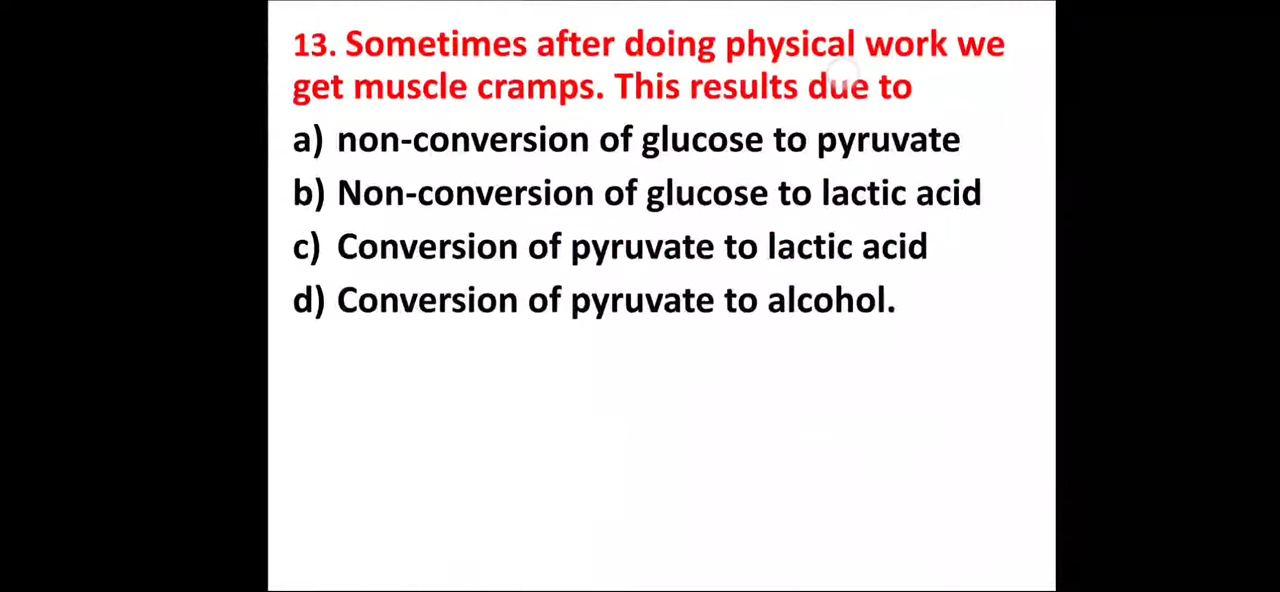 13. Sometimes after doing physical work we
get muscle cramps. This results due to
a) non-conversion of glucose to pyruvate
b) Non-conversion of glucose to lactic acid
c) Conversion of pyruvate to lactic acid
d) Conversion of pyruvate to alcohol.